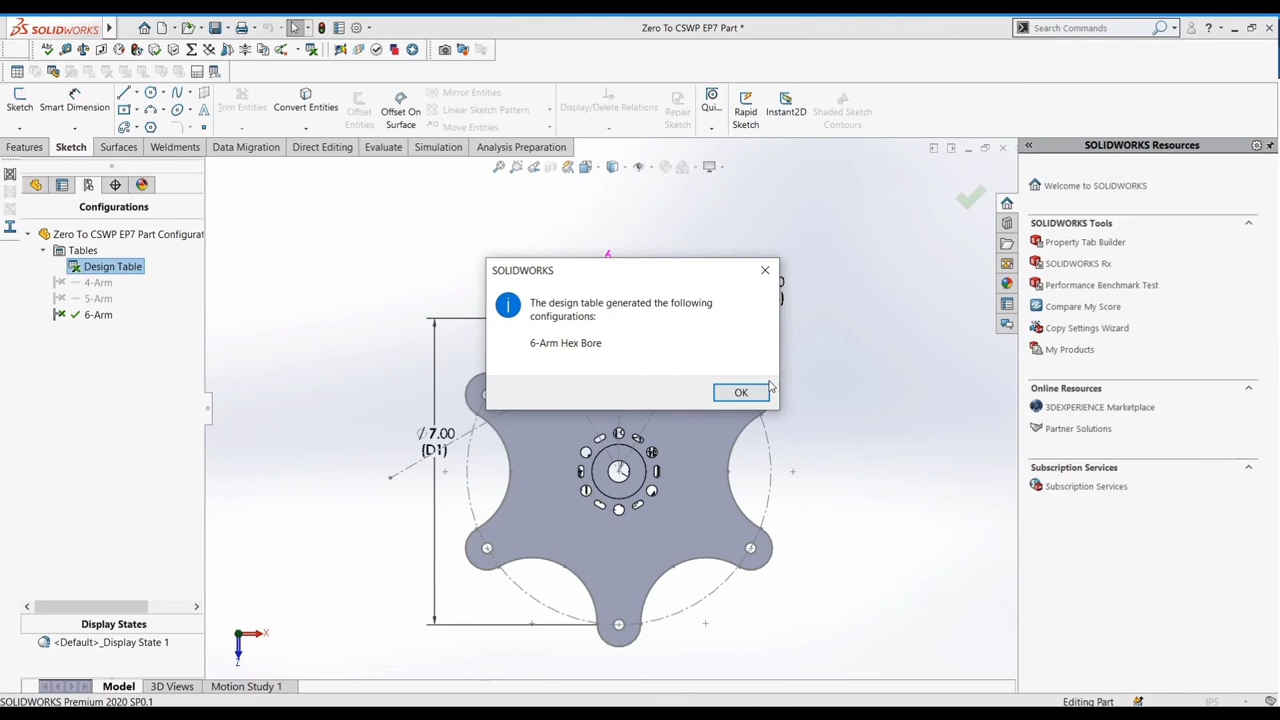 SOLIDWORKS
Zero To CSWP EP7 Part *
Search Commands
Sketch
Smart Dimension
Trim Entities
Convert Entities
Offset Entities
Offset On Surface
Mirror Entities
Linear Sketch Pattern
Move Entities
Display/Delete Relations
Repair Sketch
Qui...
Rapid Sketch
Instant2D
Shaded Sketch Contours
Features
Sketch
Surfaces
Weldments
Data Migration
Direct Editing
Evaluate
Simulation
Analysis Preparation
SOLIDWORKS Resources
Configurations
Zero To CSWP EP7 Part Configurat
Tables
Design Table
4-Arm
5-Arm
6-Arm
Welcome to SOLIDWORKS
SOLIDWORKS Tools
Property Tab Builder
SOLIDWORKS Rx
Performance Benchmark Test
Compare My Score
Copy Settings Wizard
My Products
Online Resources
3DEXPERIENCE Marketplace
Partner Solutions
Subscription Services
Subscription Services
SOLIDWORKS
The design table generated the following
configurations:
6-Arm Hex Bore
OK
⌀7.00
(D1)
Display States
<Default>_Display State 1
Model
3D Views
Motion Study 1
SOLIDWORKS Premium 2020 SP0.1
Editing Part
IPS